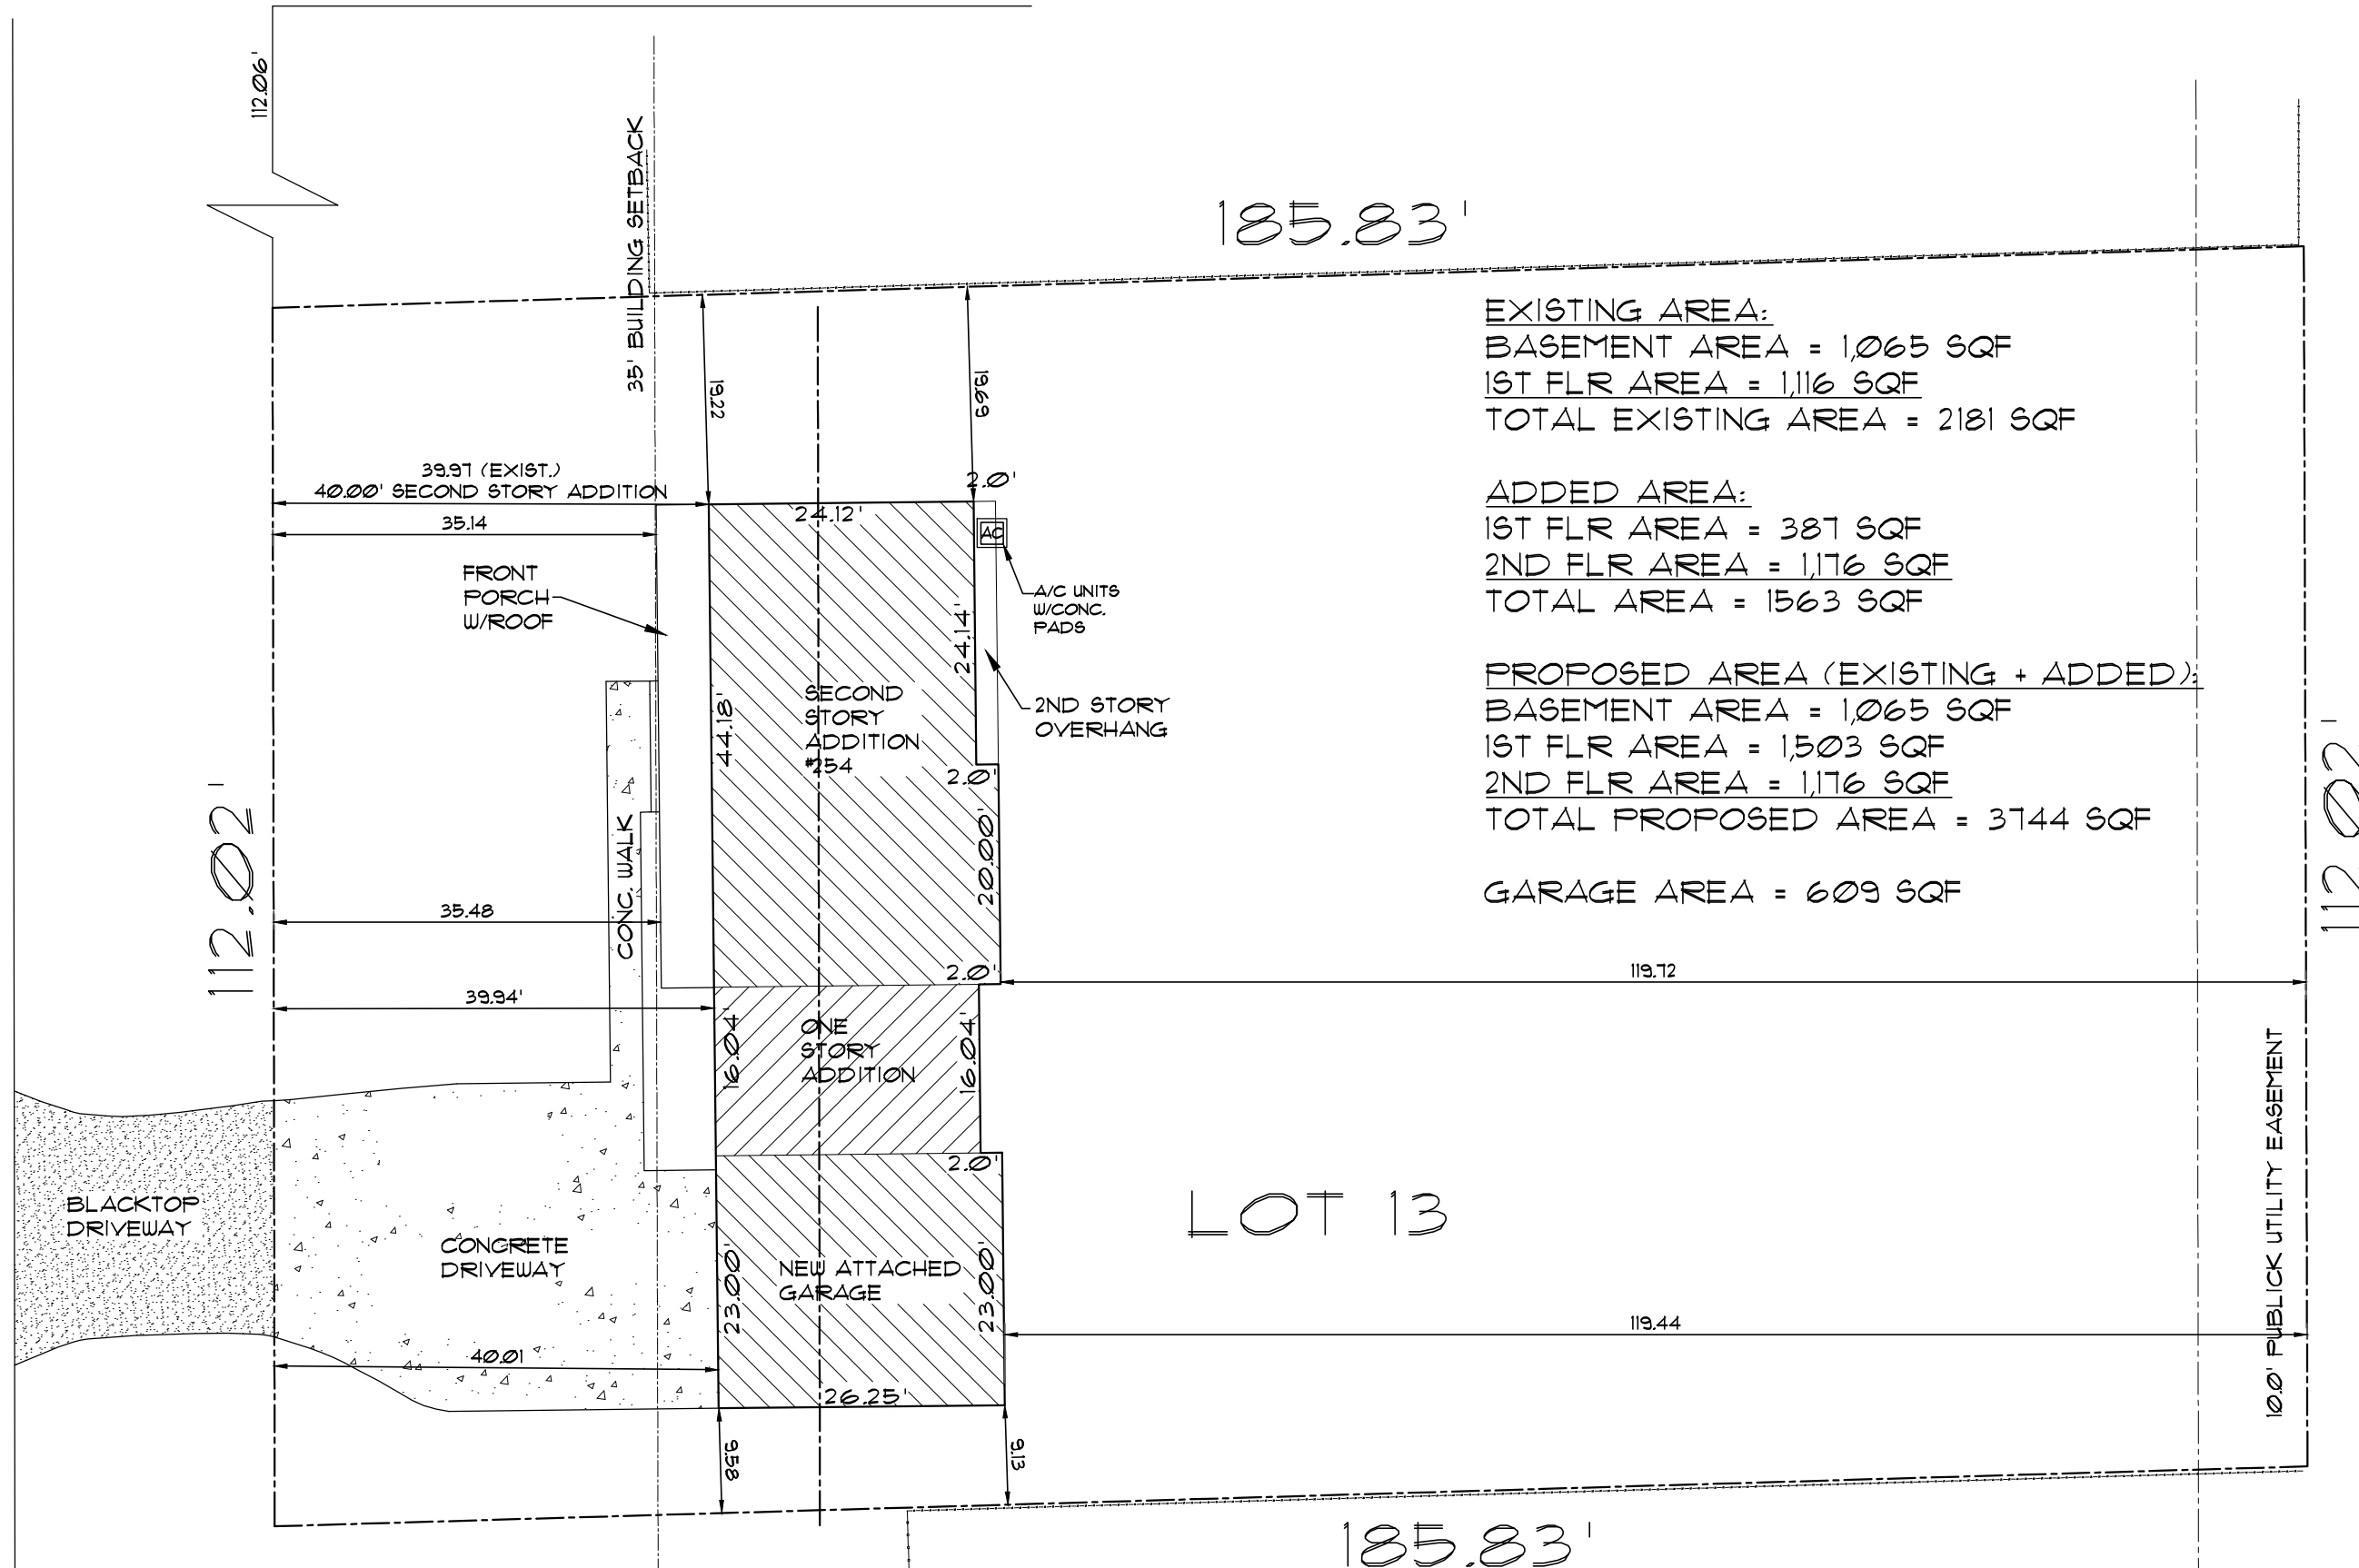 112.06'
35' BUILDING SETBACK
185.83'
EXISTING AREA:
BASEMENT AREA = 1,065 SQF
1ST FLR AREA = 1,116 SQF
TOTAL EXISTING AREA = 2181 SQF
ADDED AREA:
1ST FLR AREA = 387 SQF
2ND FLR AREA = 1,176 SQF
TOTAL AREA = 1563 SQF
PROPOSED AREA (EXISTING + ADDED):
BASEMENT AREA = 1,065 SQF
1ST FLR AREA = 1,503 SQF
2ND FLR AREA = 1,176 SQF
TOTAL PROPOSED AREA = 3744 SQF
GARAGE AREA = 609 SQF
19.22
19.69
39.97 (EXIST.)
40.00' SECOND STORY ADDITION
35.14
2.0'
24.12'
AC
FRONT
PORCH
W/ROOF
A/C UNITS
W/CONC.
PADS
24.14'
2ND STORY
OVERHANG
SECOND
STORY
ADDITION
#254
44.18'
2.0'
20.00'
112.02'
112.02'
CONC. WALK
35.48
2.0'
119.72
39.94'
16.04'
ONE
STORY
ADDITION
16.04'
2.0'
BLACKTOP
DRIVEWAY
CONCRETE
DRIVEWAY
23.00'
NEW ATTACHED
GARAGE
23.00'
LOT 13
10.0' PUBLICK UTILITY EASEMENT
119.44
40.01
26.25'
9.58
9.13
185.83'